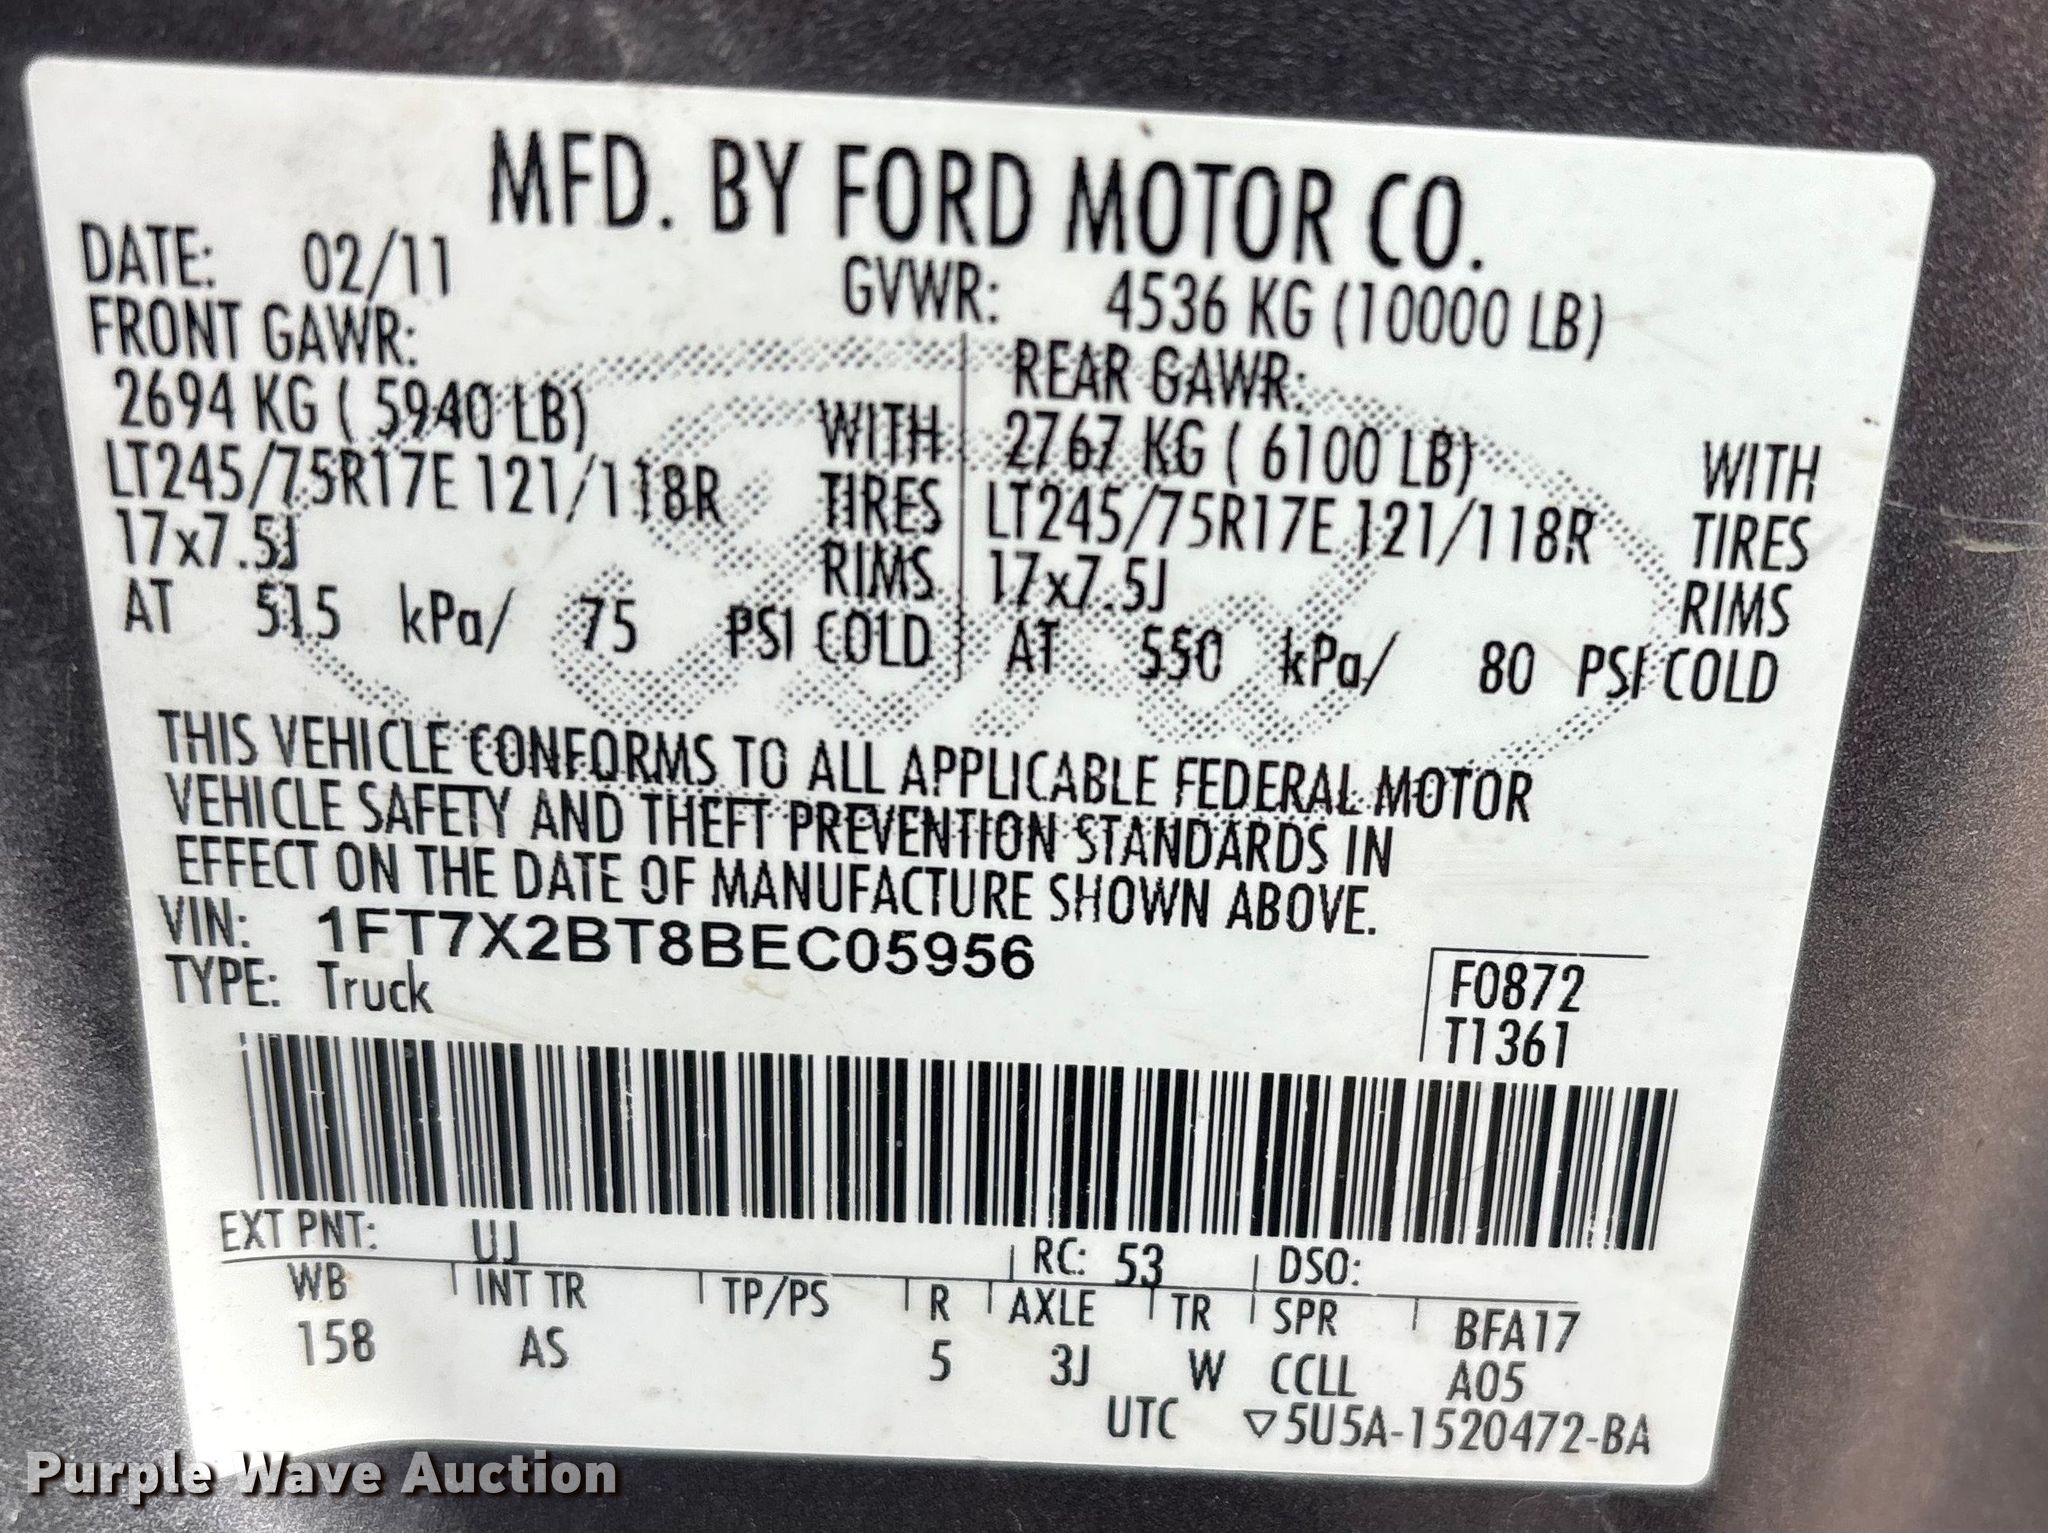 MFD. BY FORD MOTOR CO.
DATE: 02/11 GVWR: 4536 KG (10000 LB)
FRONT GAWR: REAR GAWR:
2694 KG ( 5940 LB) WITH 2767 KG ( 6100 LB) WITH
LT245/75R17E 121/118R TIRES LT245/75R17E 121/118R TIRES
17x7.5J RIMS 17x7.5J RIMS
AT 515 kPa/ 75 PSI COLD AT 550 kPa/ 80 PSI COLD
THIS VEHICLE CONFORMS TO ALL APPLICABLE FEDERAL MOTOR
VEHICLE SAFETY AND THEFT PREVENTION STANDARDS IN
EFFECT ON THE DATE OF MANUFACTURE SHOWN ABOVE.
VIN: 1FT7X2BT8BEC05956
TYPE: Truck
F0872
T1361
EXT PNT: UJ RC: 53 DSO:
WB INT TR TP/PS R AXLE TR SPR BFA17
158 AS 5 3J W CCLL A05
UTC ▽5U5A-1520472-BA
Purple Wave Auction